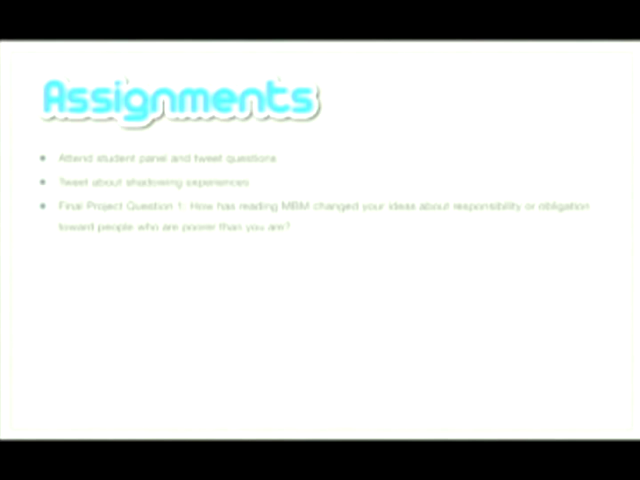 Assignments
Attend student panel and tweet questions
Tweet about shadowing experiences
Final Project Question 1: How has reading MBM changed your ideas about responsibility or obligation
toward people who are poorer than you are?